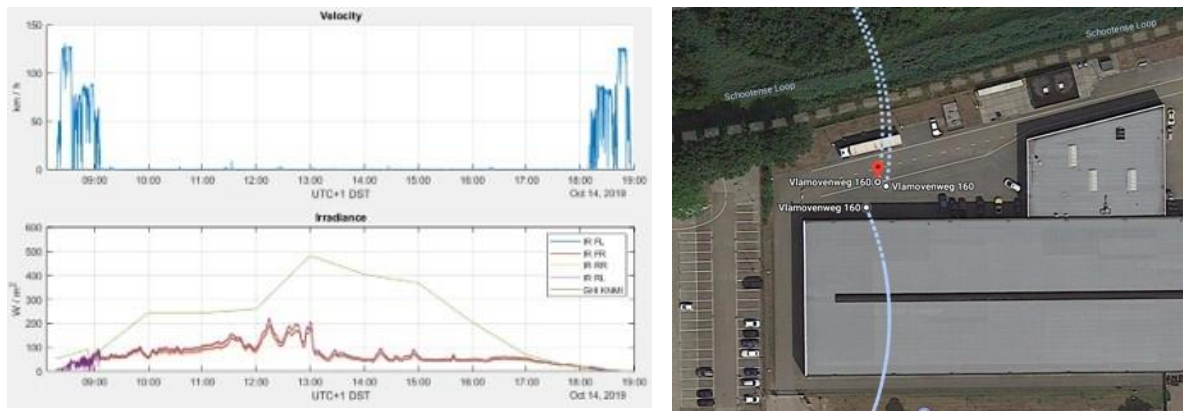 Velocity
150
100
50
0
km / h
09:00 10:00 11:00 12:00 13:00 14:00 15:00 16:00 17:00 18:00 19:00
UTC+1 DST
Oct 14, 2019
Irradiance
600
500
400
300
200
100
0
W / m²
IR FL
IR FR
IR RR
IR RL
GHI KNMI
09:00 10:00 11:00 12:00 13:00 14:00 15:00 16:00 17:00 18:00 19:00
UTC+1 DST
Oct 14, 2019
Schootense Loop
Schootense Loop
Vlamovenweg 160
Vlamovenweg 160
Vlamovenweg 160